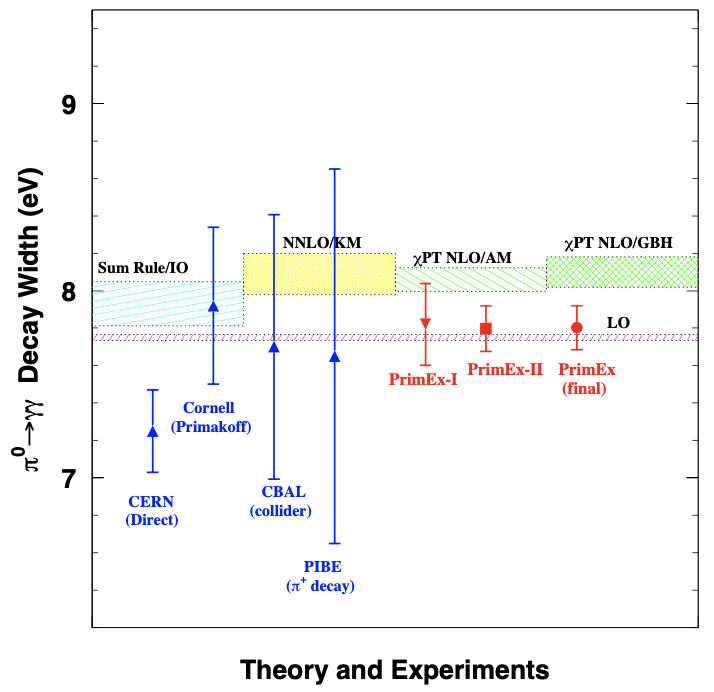 9
8
7
π⁰→γγ Decay Width (eV)
Sum Rule/IO
NNLO/KM
χPT NLO/AM
χPT NLO/GBH
LO
CERN
(Direct)
Cornell
(Primakoff)
CBAL
(collider)
PIBE
(π⁺ decay)
PrimEx-I
PrimEx-II
PrimEx
(final)
Theory and Experiments